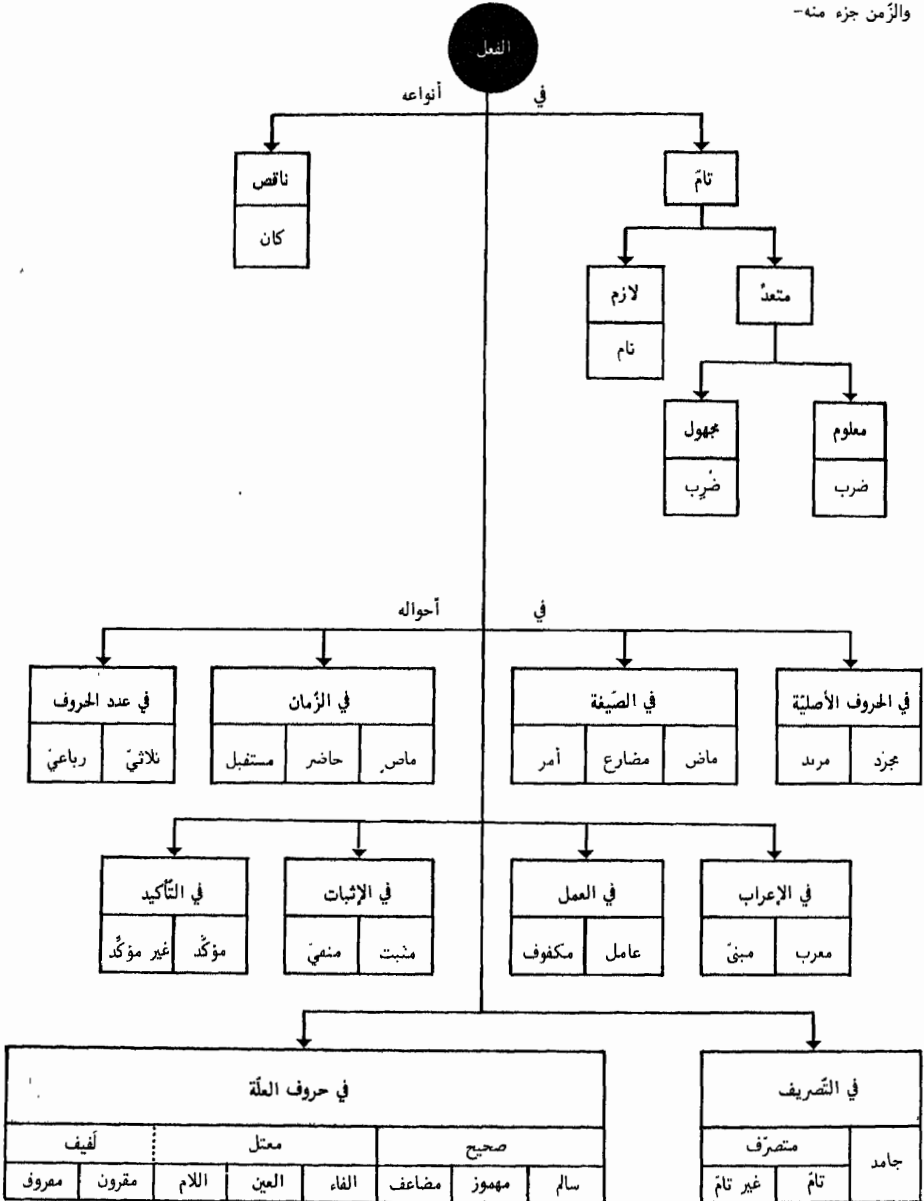 والزّمن جزء منه-
الفعل
في أنواعه
تامّ
ناقص
كان
متعدٍّ
لازم
نام
معلوم
مجهول
ضرب
ضُرِب
في أحواله
في الحروف الأصليّة
في الصّيغة
في الزّمان
في عدد الحروف
مجرّد مزيد
ماض مضارع أمر
ماض حاضر مستقبل
ثلاثيّ رباعيّ
في الإعراب
في العمل
في الإثبات
في التّأكيد
معرب مبنيّ
عامل مكفوف
مثبت منفيّ
مؤكّد غير مؤكّد
في التّصريف
في حروف العلّة
جامد
متصرّف
صحيح
معتل
لَفيف
تامّ غير تامّ
سالم مهموز مضاعف
الفاء العين اللام
مقرون مفروق